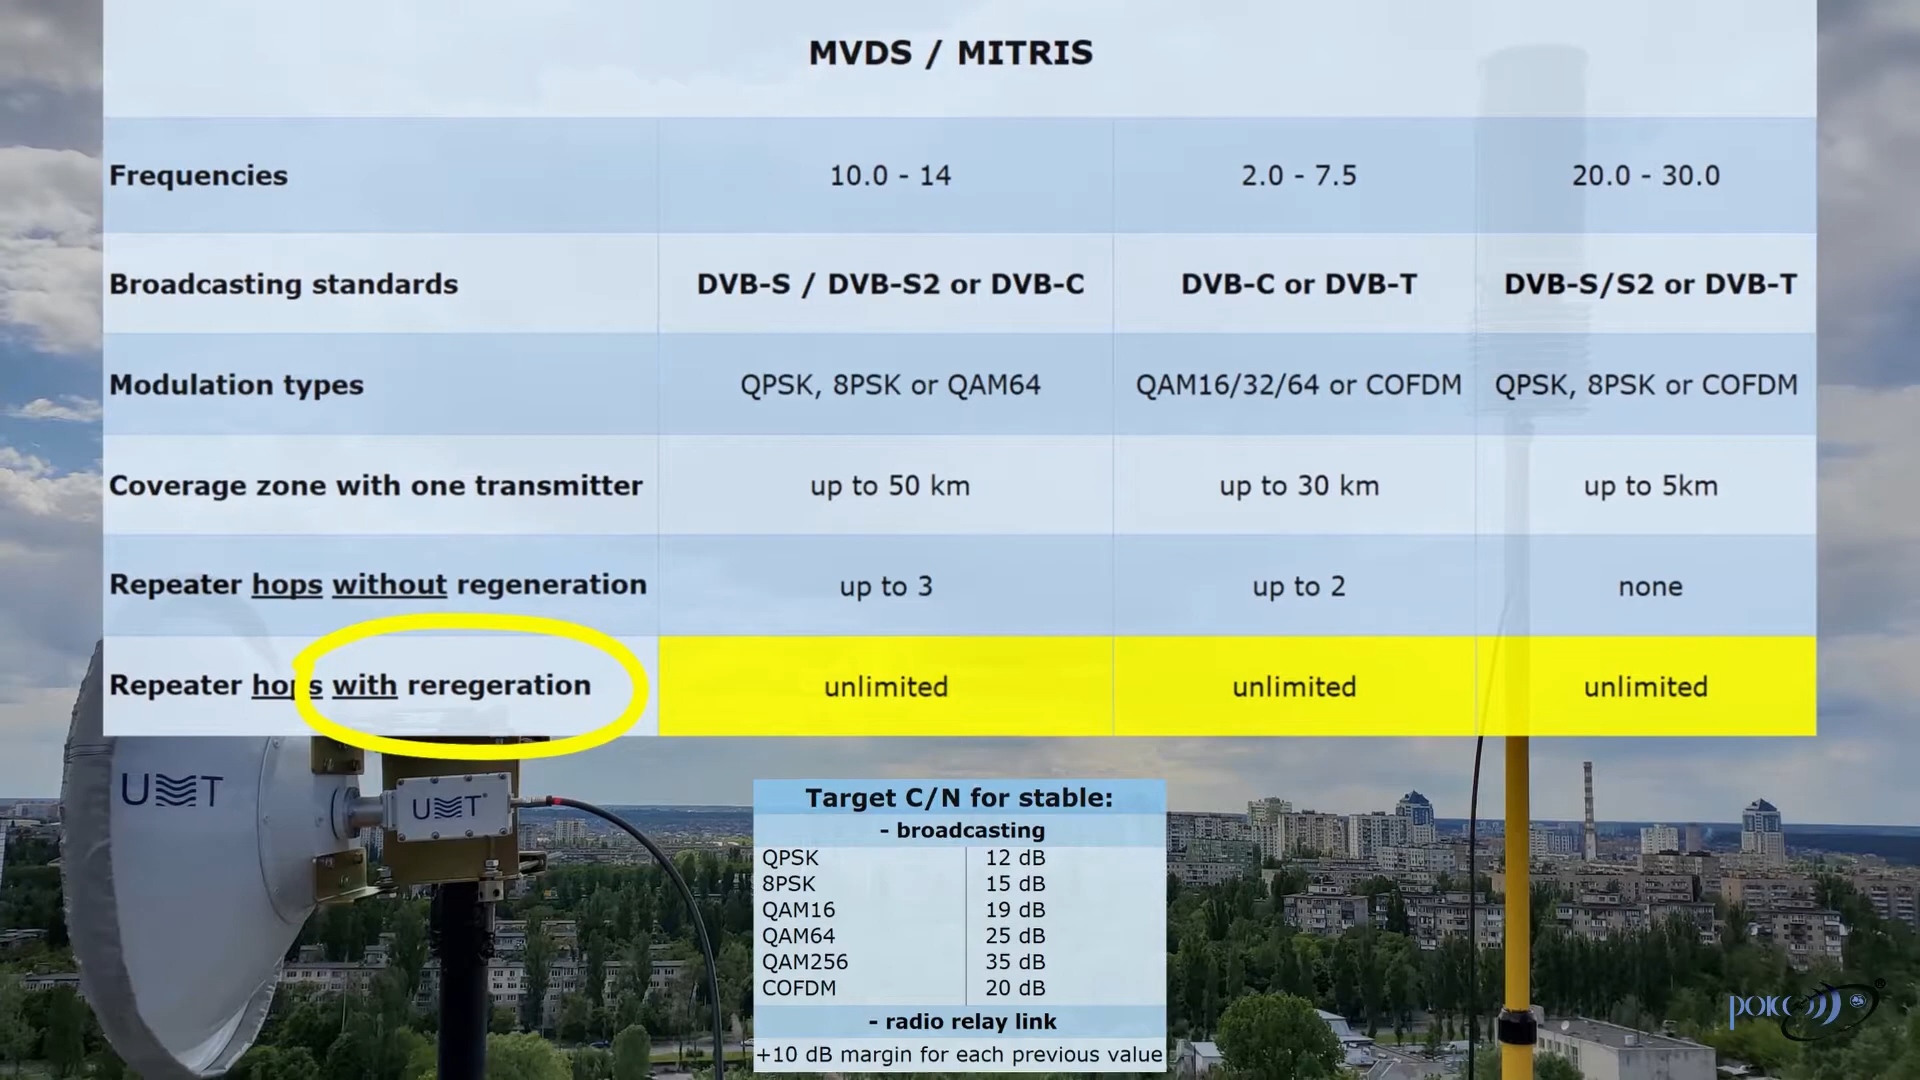 MVDS / MITRIS
Frequencies 10.0 - 14 2.0 - 7.5 20.0 - 30.0
Broadcasting standards DVB-S / DVB-S2 or DVB-C DVB-C or DVB-T DVB-S/S2 or DVB-T
Modulation types QPSK, 8PSK or QAM64 QAM16/32/64 or COFDM QPSK, 8PSK or COFDM
Coverage zone with one transmitter up to 50 km up to 30 km up to 5km
Repeater hops without regeneration up to 3 up to 2 none
Repeater hops with reregeration unlimited unlimited unlimited
UMT
UMT
Target C/N for stable:
- broadcasting
QPSK 12 dB
8PSK 15 dB
QAM16 19 dB
QAM64 25 dB
QAM256 35 dB
COFDM 20 dB
- radio relay link
+10 dB margin for each previous value
рокс